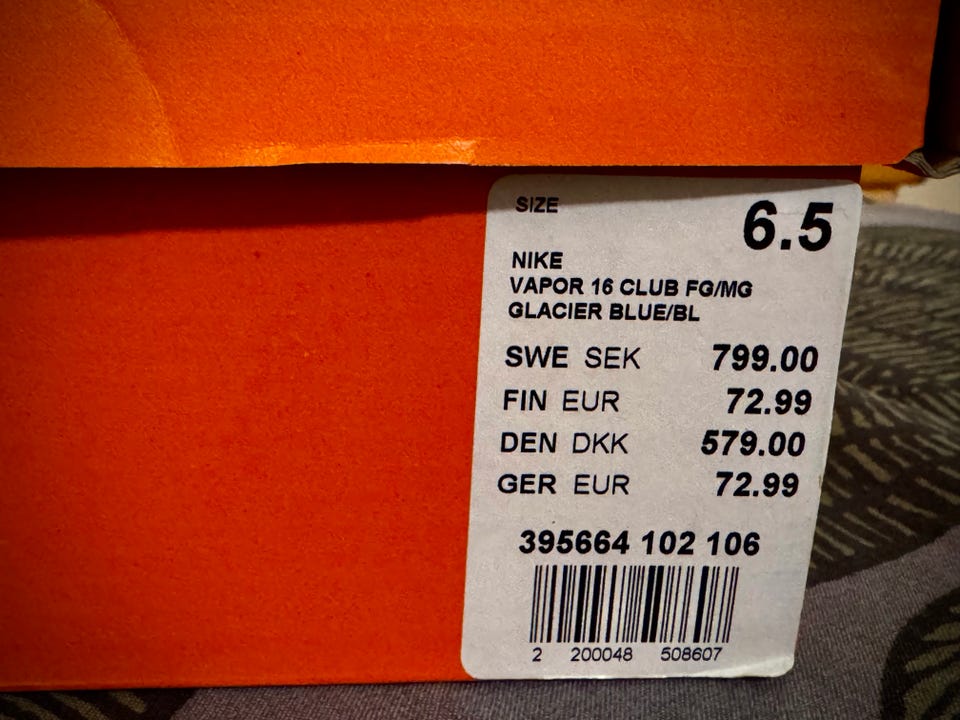 SIZE 6.5
NIKE
VAPOR 16 CLUB FG/MG
GLACIER BLUE/BL
SWE SEK 799.00
FIN EUR 72.99
DEN DKK 579.00
GER EUR 72.99
395664 102 106
2 200048 508607